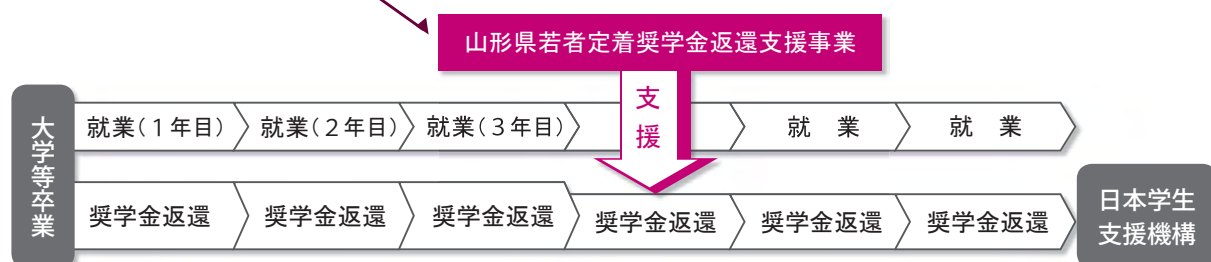 山形県若者定着奨学金返還支援事業
支援
大学等卒業
就業(1年目)
就業(2年目)
就業(3年目)
就　業
就　業
奨学金返還
奨学金返還
奨学金返還
奨学金返還
奨学金返還
奨学金返還
日本学生
支援機構